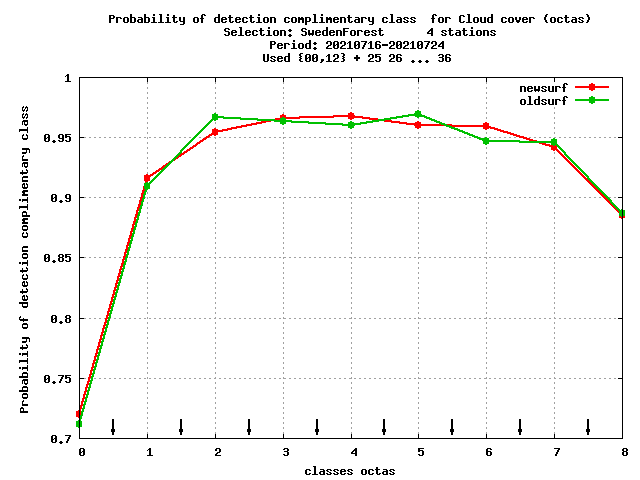 Probability of detection complimentary class  for Cloud cover (octas)
Selection: SwedenForest      4 stations
Period: 20210716-20210724
Used {00,12} + 25 26 ... 36
newsurf
oldsurf
Probability of detection complimentary class
1
0.95
0.9
0.85
0.8
0.75
0.7
0 1 2 3 4 5 6 7 8
classes octas